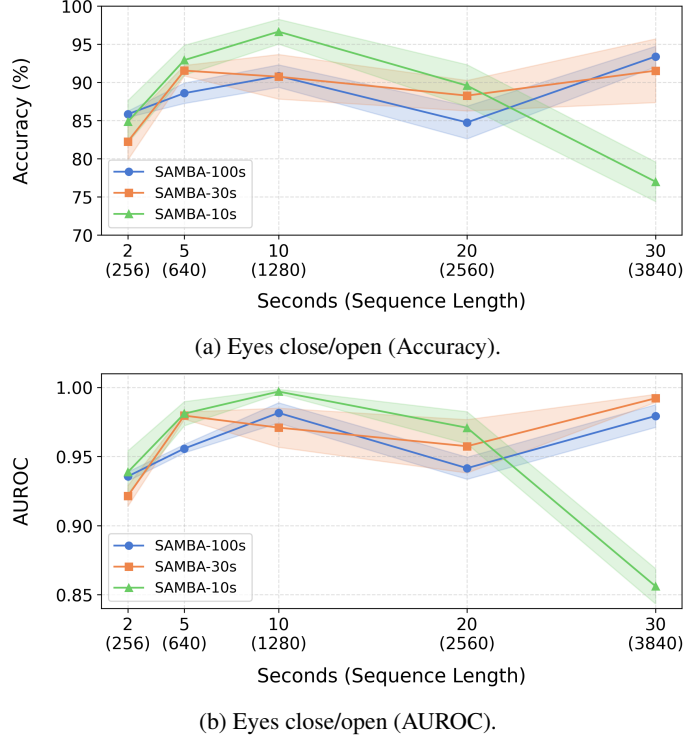 100
95
90
85
80
75
70
Accuracy (%)
SAMBA-100s
SAMBA-30s
SAMBA-10s
2 5 10 20 30
(256) (640) (1280) (2560) (3840)
Seconds (Sequence Length)
(a) Eyes close/open (Accuracy).
1.00
0.95
0.90
0.85
AUROC
SAMBA-100s
SAMBA-30s
SAMBA-10s
2 5 10 20 30
(256) (640) (1280) (2560) (3840)
Seconds (Sequence Length)
(b) Eyes close/open (AUROC).